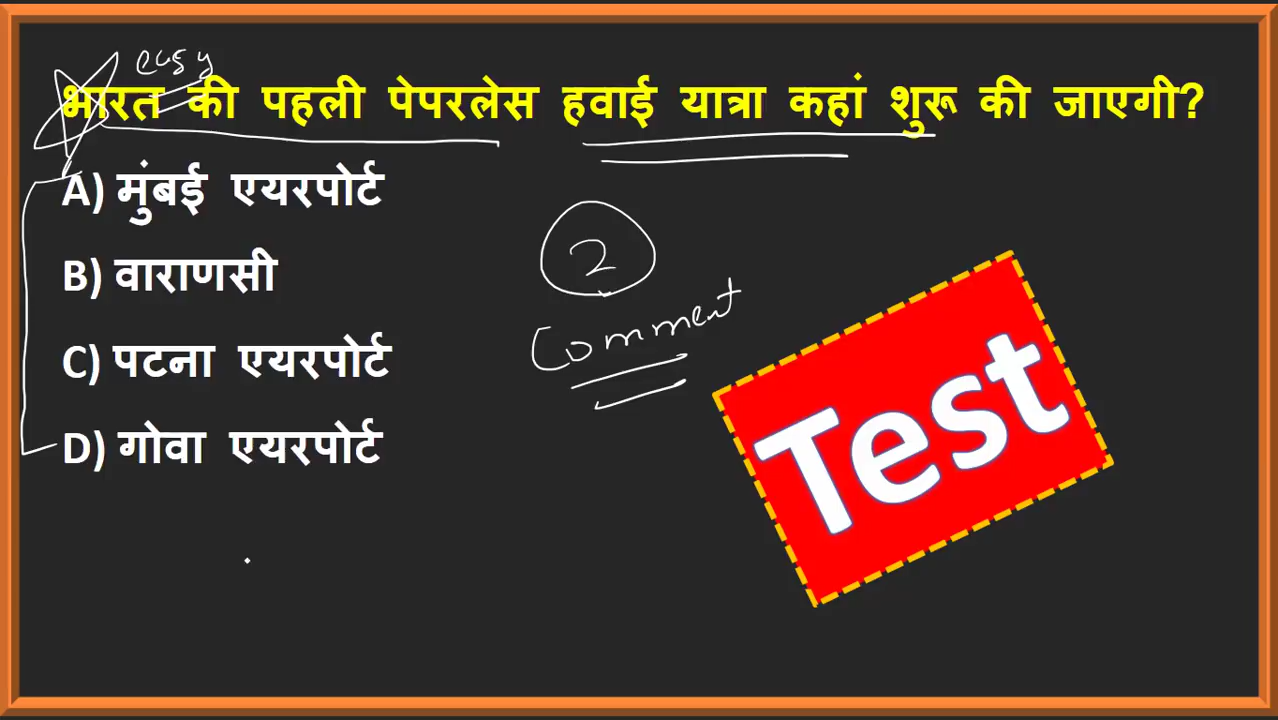 easy
भारत की पहली पेपरलेस हवाई यात्रा कहां शुरू की जाएगी?
A) मुंबई एयरपोर्ट
B) वाराणसी
C) पटना एयरपोर्ट
D) गोवा एयरपोर्ट
2
Comment
Test